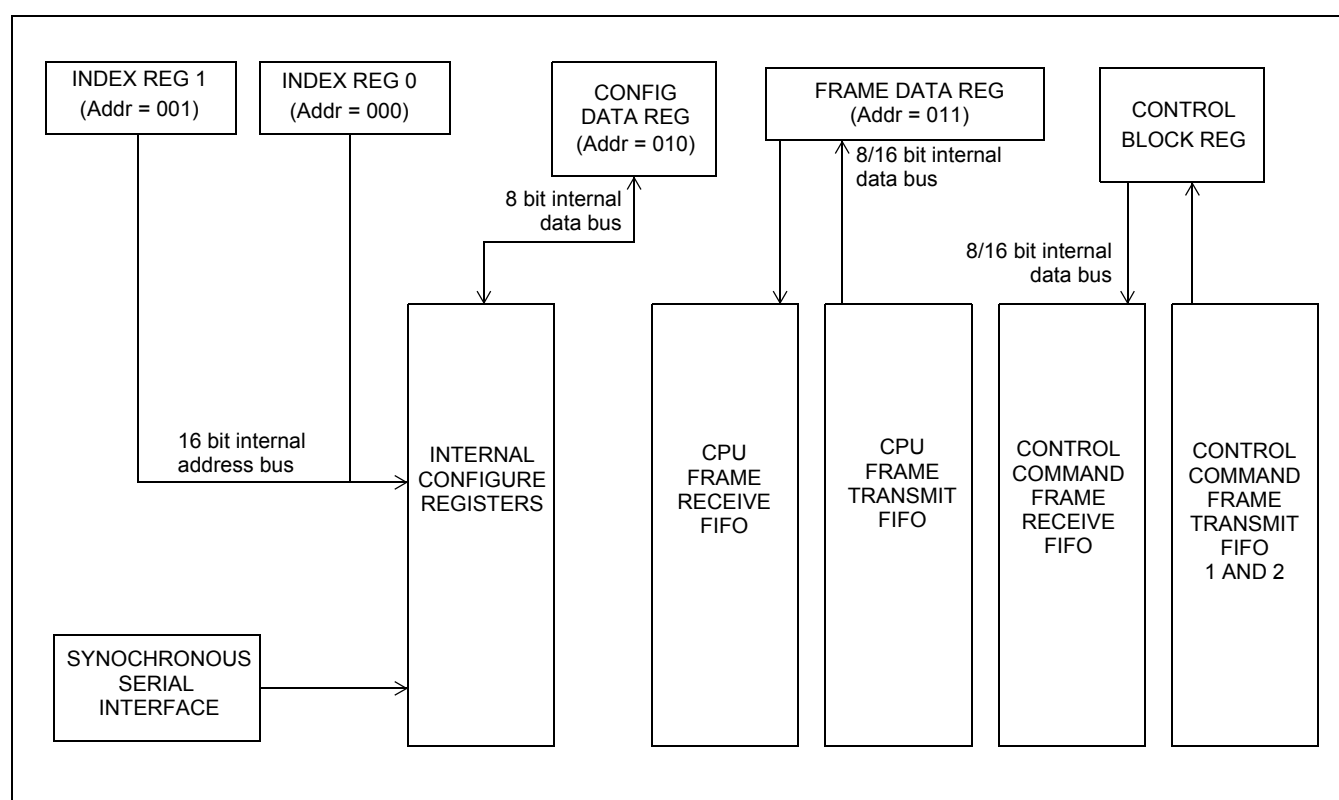 INDEX REG 1
(Addr = 001)
INDEX REG 0
(Addr = 000)
CONFIG
DATA REG
(Addr = 010)
FRAME DATA REG
(Addr = 011)
CONTROL
BLOCK REG
8 bit internal
data bus
8/16 bit internal
data bus
8/16 bit internal
data bus
16 bit internal
address bus
INTERNAL
CONFIGURE
REGISTERS
CPU
FRAME
RECEIVE
FIFO
CPU
FRAME
TRANSMIT
FIFO
CONTROL
COMMAND
FRAME
RECEIVE
FIFO
CONTROL
COMMAND
FRAME
TRANSMIT
FIFO
1 AND 2
SYNOCHRONOUS
SERIAL
INTERFACE